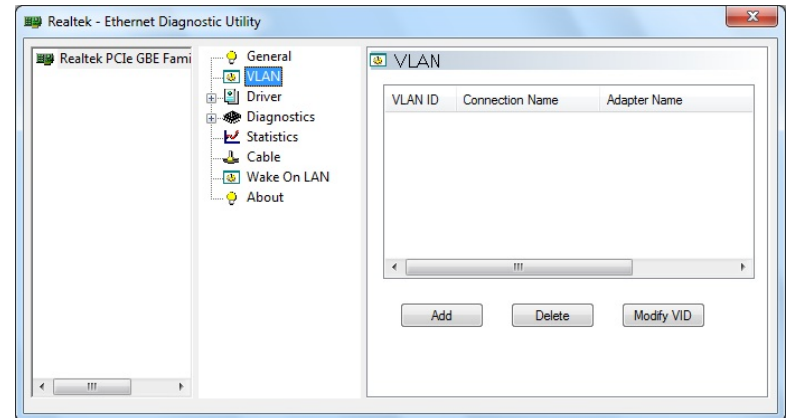 Realtek - Ethernet Diagnostic Utility
Realtek PCIe GBE Fami
General
VLAN
Driver
Diagnostics
Statistics
Cable
Wake On LAN
About
VLAN
VLAN ID Connection Name Adapter Name
Add Delete Modify VID